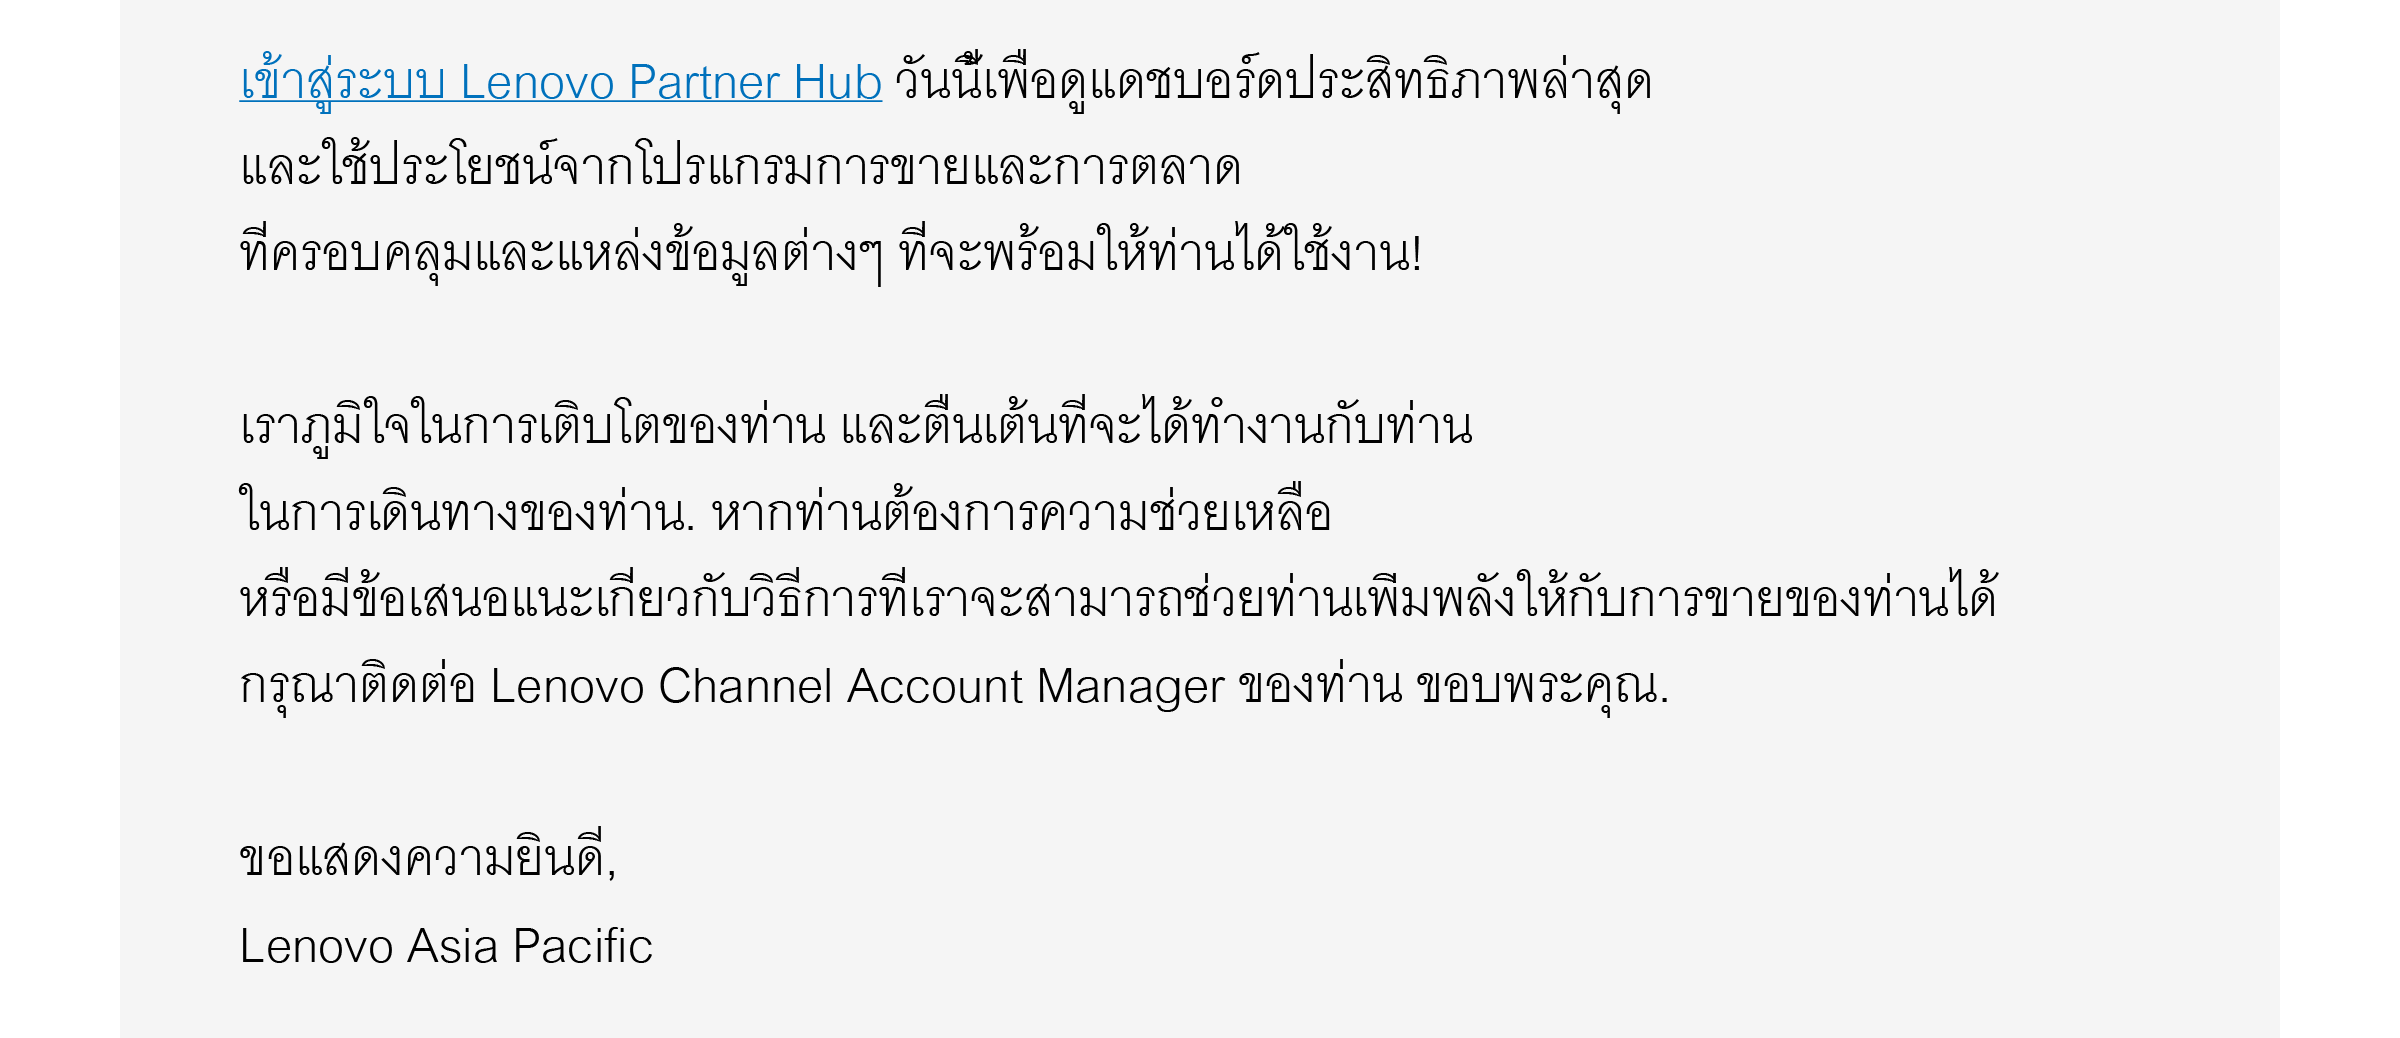 เข้าสู่ระบบ Lenovo Partner Hub วันนี้เพื่อดูแดชบอร์ดประสิทธิภาพล่าสุด
และใช้ประโยชน์จากโปรแกรมการขายและการตลาด
ที่ครอบคลุมและแหล่งข้อมูลต่างๆ ที่จะพร้อมให้ท่านได้ใช้งาน!
เราภูมิใจในการเติบโตของท่าน และตื่นเต้นที่จะได้ทำงานกับท่าน
ในการเดินทางของท่าน. หากท่านต้องการความช่วยเหลือ
หรือมีข้อเสนอแนะเกี่ยวกับวิธีการที่เราจะสามารถช่วยท่านเพิ่มพลังให้กับการขายของท่านได้
กรุณาติดต่อ Lenovo Channel Account Manager ของท่าน ขอบพระคุณ.
ขอแสดงความยินดี,
Lenovo Asia Pacific